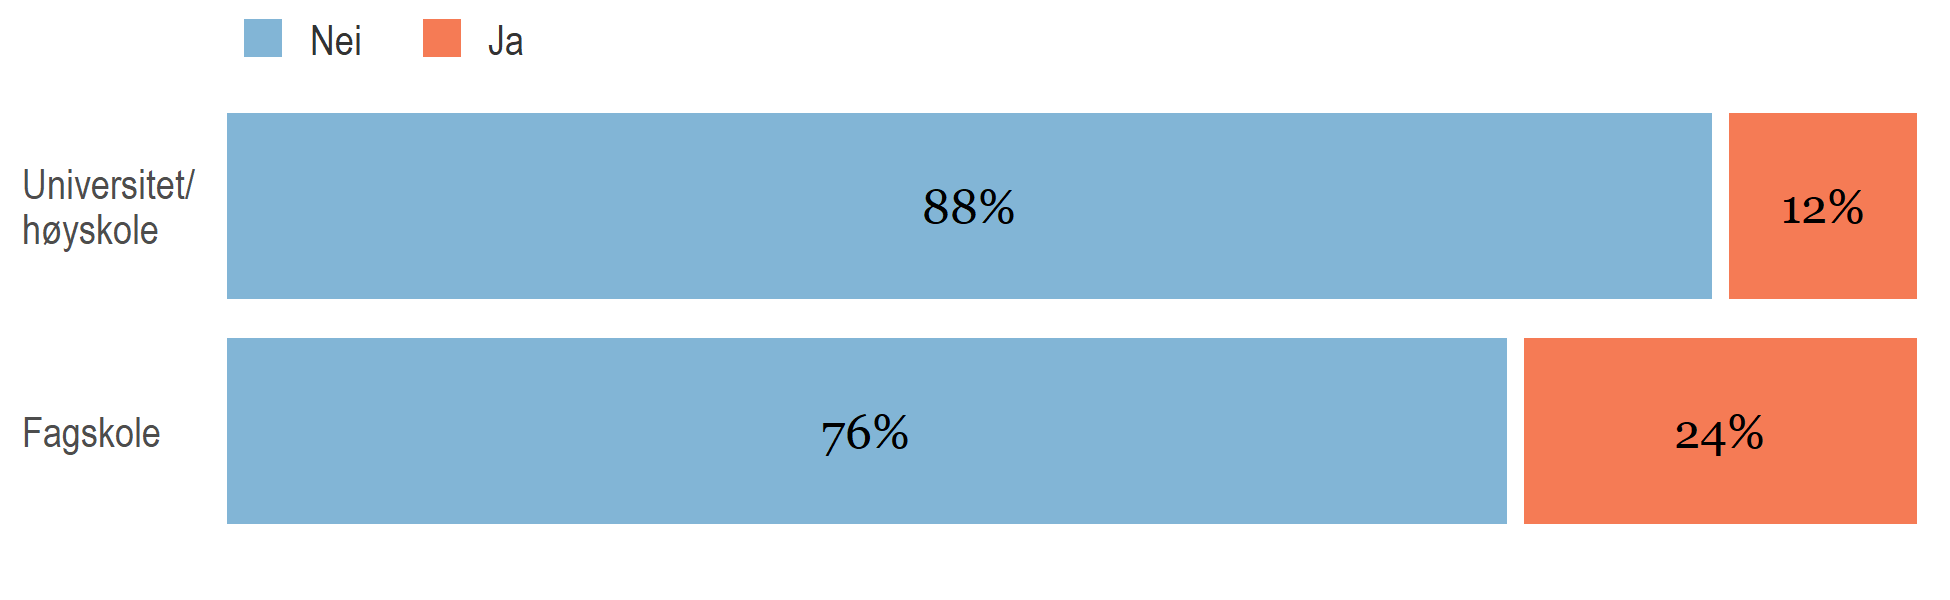 Nei Ja
Universitet/
høyskole
88% 12%
Fagskole
76% 24%